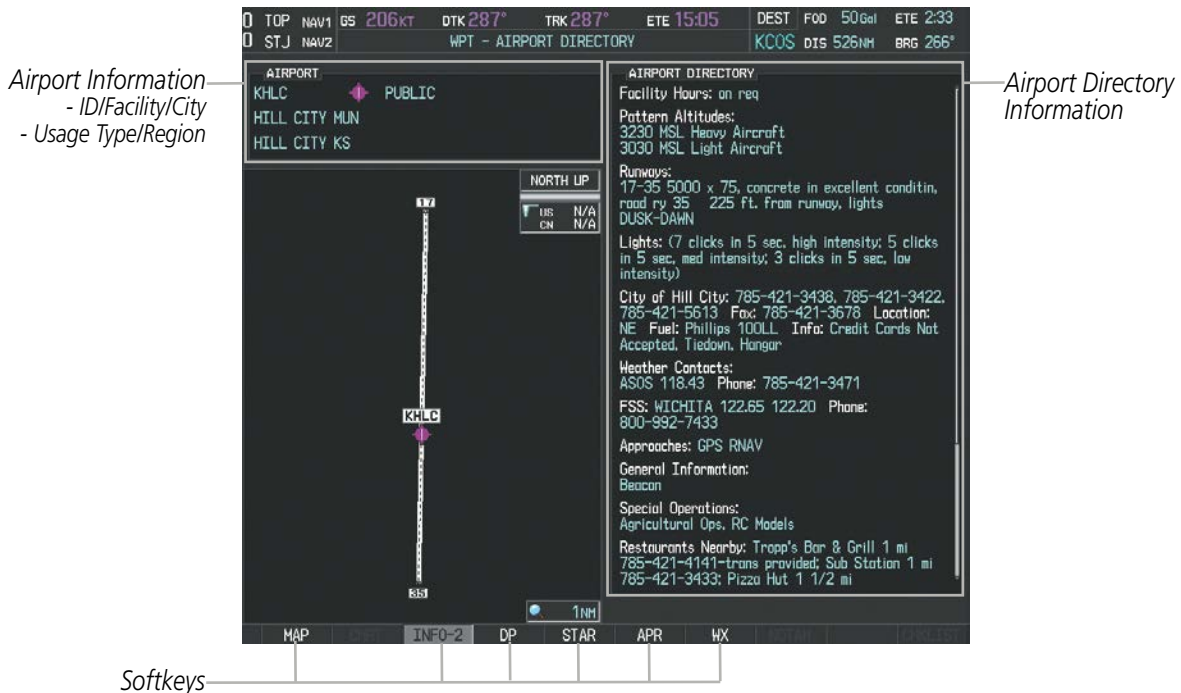 0 TOP NAV1 GS 206KT DTK 287° TRK 287° ETE 15:05 DEST FOD 50Gal ETE 2:33
0 STJ NAV2 WPT – AIRPORT DIRECTORY KCOS DIS 526NM BRG 266°
Airport Information
- ID/Facility/City
- Usage Type/Region
AIRPORT
KHLC PUBLIC
HILL CITY MUN
HILL CITY KS
NORTH UP
US N/A
CN N/A
17
KHLC
35
1NM
AIRPORT DIRECTORY
Facility Hours: on req
Pattern Altitudes:
3230 MSL Heavy Aircraft
3030 MSL Light Aircraft
Runways:
17-35 5000 x 75, concrete in excellent conditin,
road ry 35 225 ft. from runway, lights
DUSK-DAWN
Lights: (7 clicks in 5 sec, high intensity; 5 clicks
in 5 sec, med intensity; 3 clicks in 5 sec, low
intensity)
City of Hill City: 785-421-3438, 785-421-3422,
785-421-5613 Fax: 785-421-3678 Location:
NE Fuel: Phillips 100LL Info: Credit Cards Not
Accepted, Tiedown, Hangar
Weather Contacts:
ASOS 118.43 Phone: 785-421-3471
FSS: WICHITA 122.65 122.20 Phone:
800-992-7433
Approaches: GPS RNAV
General Information:
Beacon
Special Operations:
Agricultural Ops, RC Models
Restaurants Nearby: Tropp's Bar & Grill 1 mi
785-421-4141-trans provided; Sub Station 1 mi
785-421-3433; Pizza Hut 1 1/2 mi
Airport Directory
Information
MAP CHRT INFO-2 DP STAR APR WX NOTAM CHKLIST
Softkeys